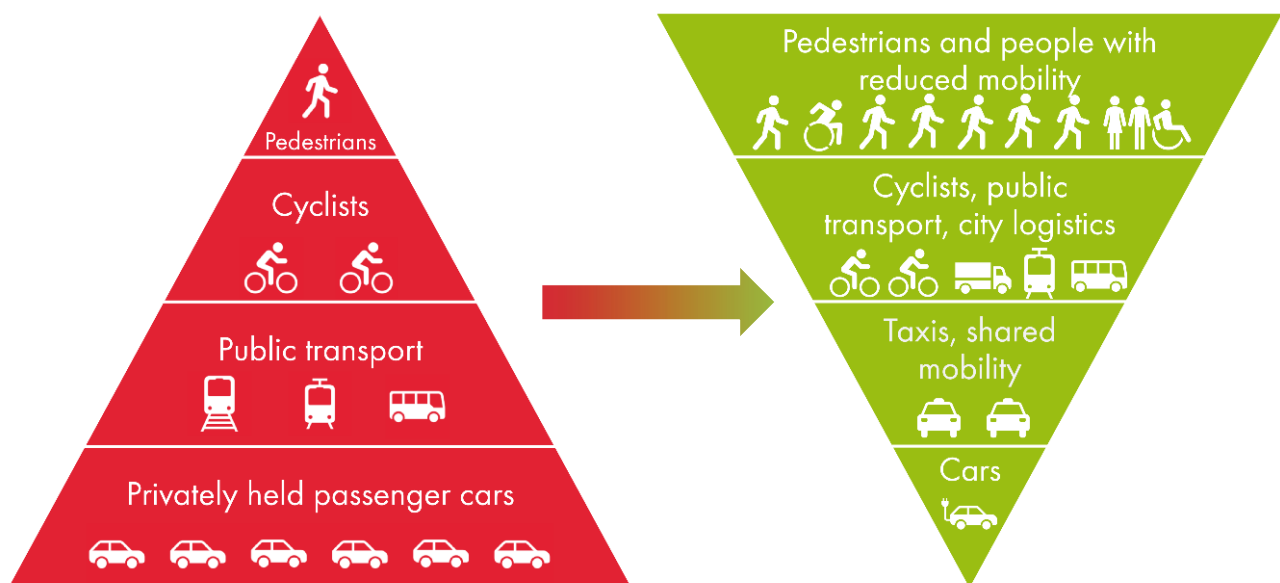 Pedestrians
Cyclists
Public transport
Privately held passenger cars
Pedestrians and people with
reduced mobility
Cyclists, public
transport, city logistics
Taxis, shared
mobility
Cars